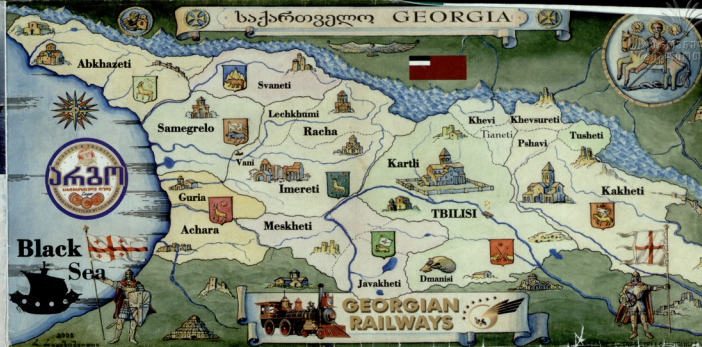 საქართველო GEORGIA
Abkhazeti
Svaneti
Lechkhumi
Khevi
Khevsureti
Samegrelo
Racha
Tianeti
Tusheti
Pshavi
Vani
Kartli
Imereti
Kakheti
Guria
TBILISI
Achara
Meskheti
Black
Sea
Dmanisi
Javakheti
GEORGIAN
RAILWAYS
არგო